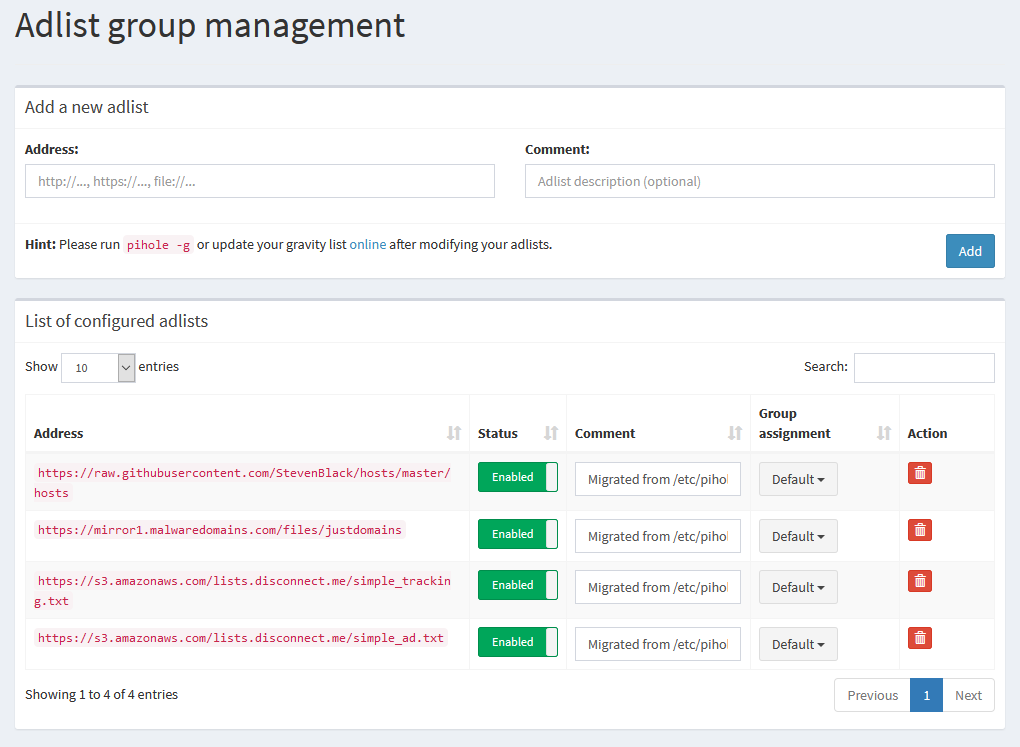 Adlist group management
Add a new adlist
Address:
Comment:
http://..., https://..., file://...
Adlist description (optional)
Hint: Please run pihole -g or update your gravity list online after modifying your adlists.
Add
List of configured adlists
Show 10 entries
Search:
Address
Status
Comment
Group
assignment
Action
https://raw.githubusercontent.com/StevenBlack/hosts/master/
hosts
Enabled
Migrated from /etc/pihol
Default
https://mirror1.malwaredomains.com/files/justdomains
Enabled
Migrated from /etc/pihol
Default
https://s3.amazonaws.com/lists.disconnect.me/simple_trackin
g.txt
Enabled
Migrated from /etc/pihol
Default
https://s3.amazonaws.com/lists.disconnect.me/simple_ad.txt
Enabled
Migrated from /etc/pihol
Default
Showing 1 to 4 of 4 entries
Previous
1
Next